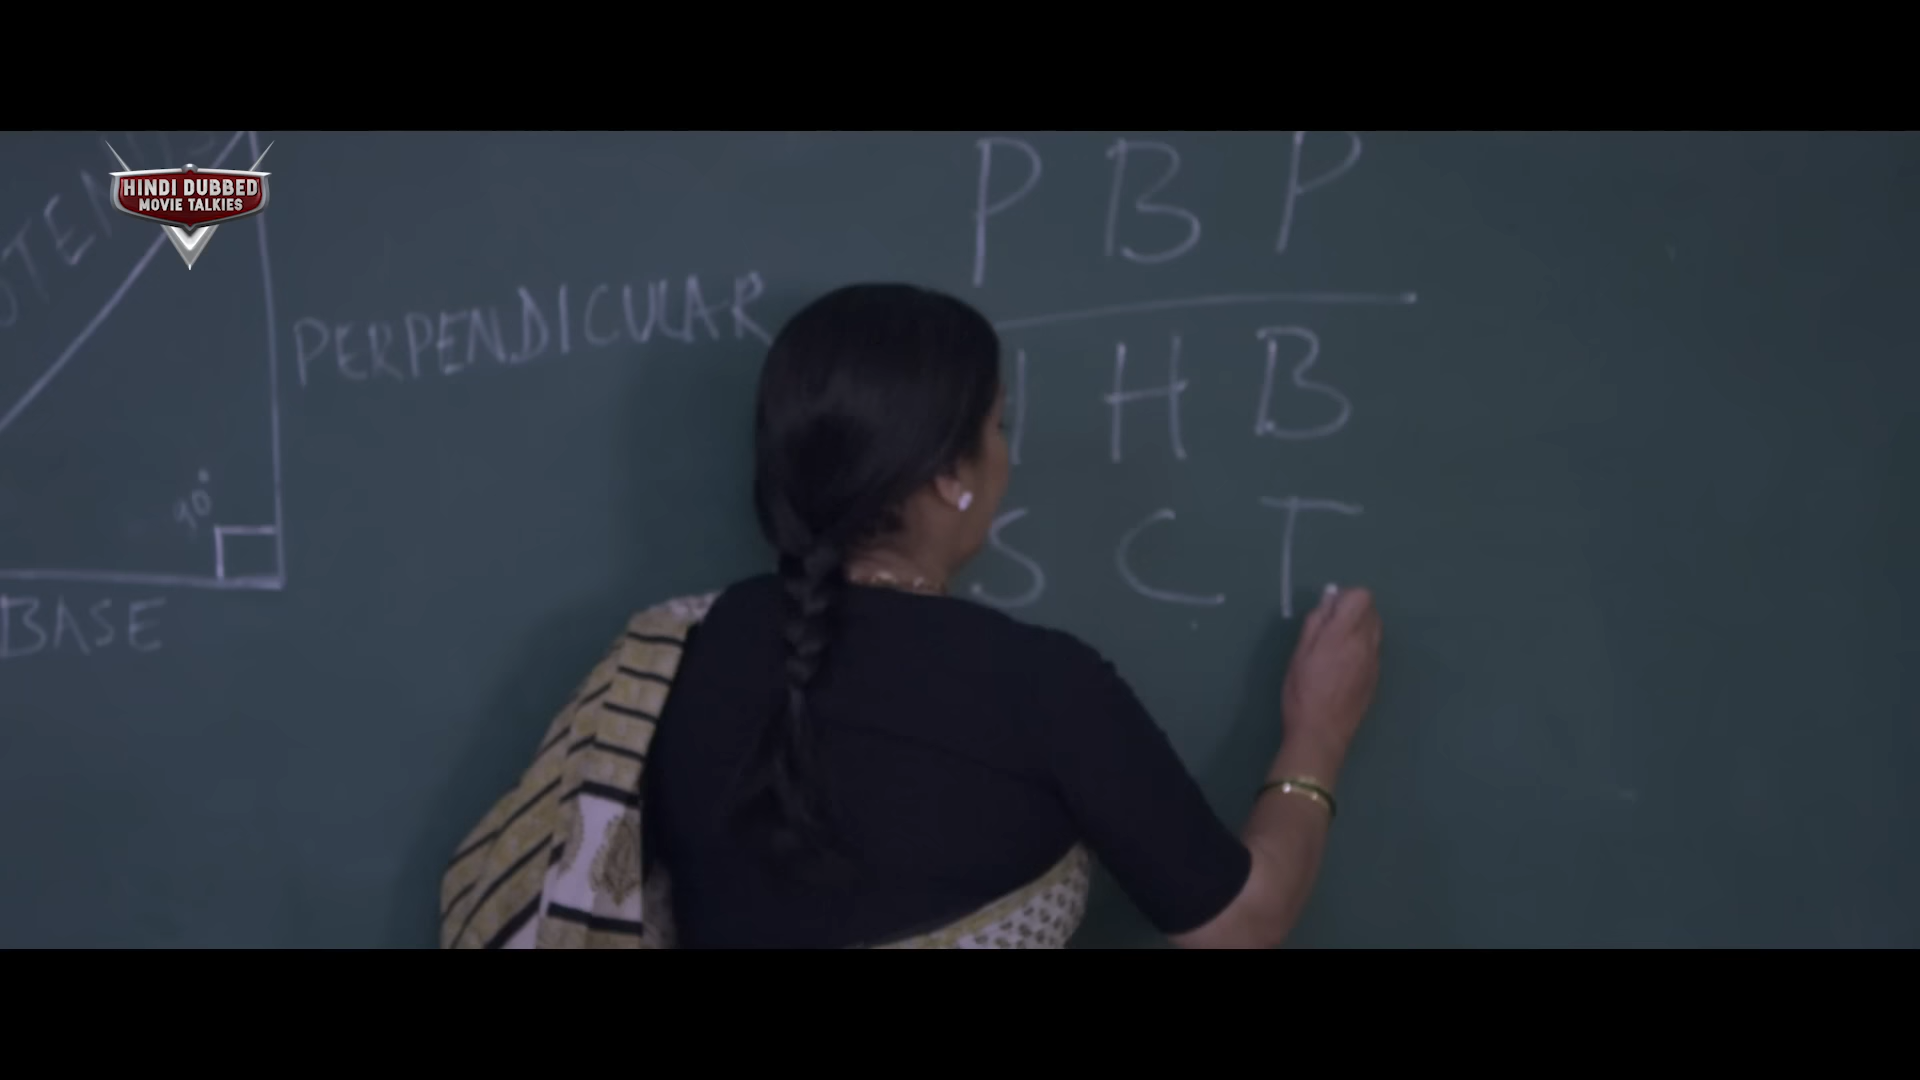 HINDI DUBBED
MOVIE TALKIES
PERPENDICULAR
90°
BASE
P B P
H H B
S C T